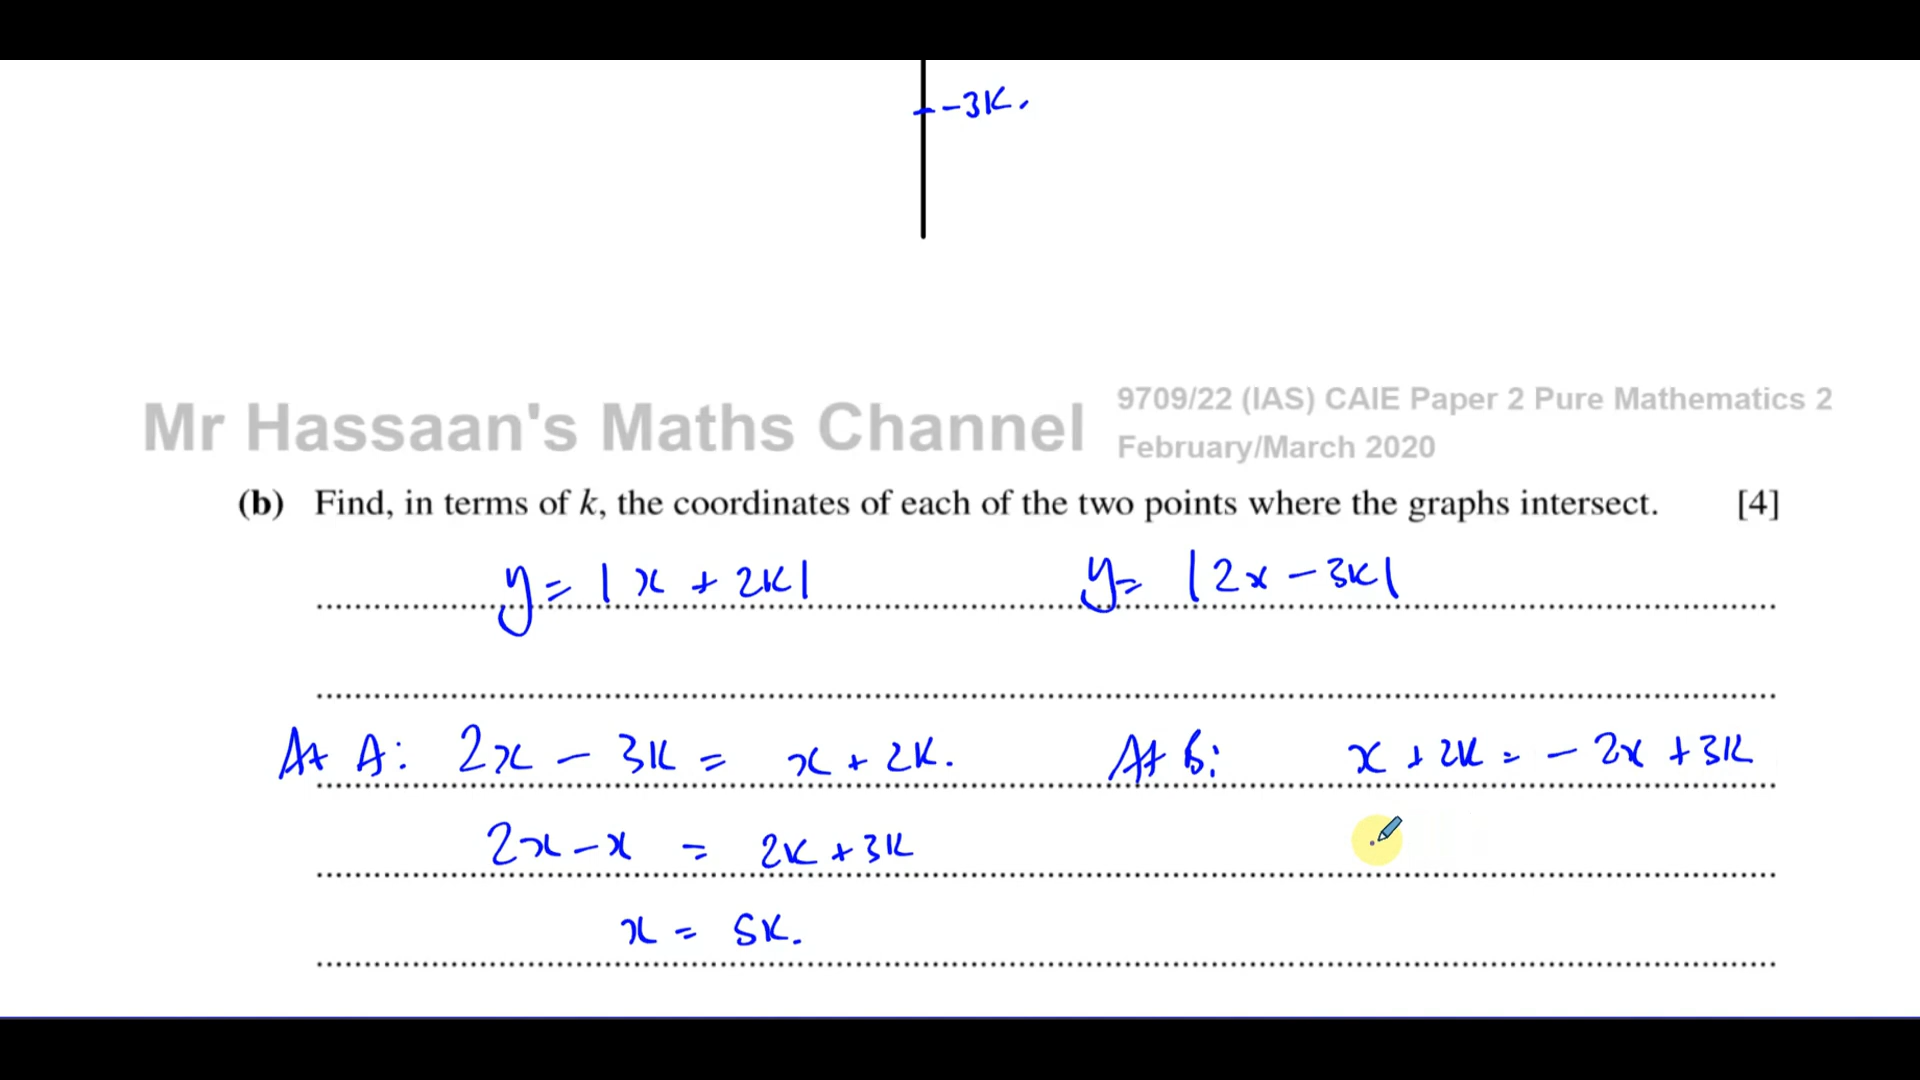 -3K.
Mr Hassaan's Maths Channel
9709/22 (IAS) CAIE Paper 2 Pure Mathematics 2
February/March 2020
(b) Find, in terms of k, the coordinates of each of the two points where the graphs intersect. [4]
y = |x + 2K| y = |2x - 3K|
At A: 2x - 3K = x + 2K. At B: x + 2K = - 2x + 3K
2x - x = 2K + 3K
x = 5K.